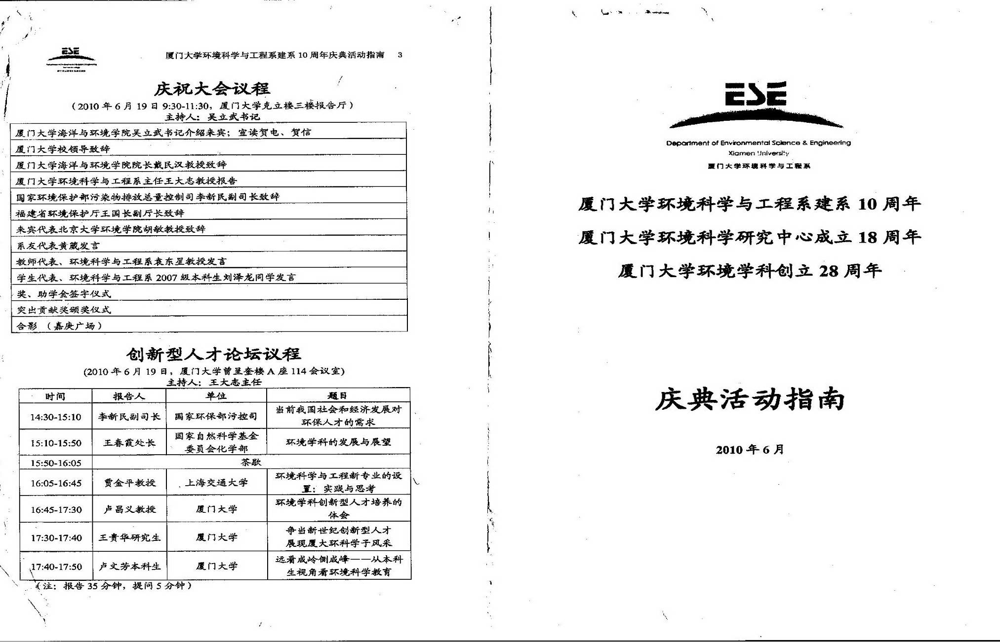 ESE
厦门大学环境科学与工程系建系 10 周年庆典活动指南 3
庆祝大会议程
（2010 年 6 月 19 日 9:30-11:30，厦门大学克立楼三楼报告厅）
主持人：吴立武书记
厦门大学海洋与环境学院吴立武书记介绍来宾；宣读贺电、贺信
厦门大学校领导致辞
厦门大学海洋与环境学院院长戴民汉教授致辞
厦门大学环境科学与工程系主任王大志教授报告
国家环境保护部污染物排放总量控制司李新民副司长致辞
福建省环境保护厅王国长副厅长致辞
来宾代表北京大学环境学院胡敏教授致辞
系友代表黄葳发言
教师代表、环境科学与工程系袁东星教授发言
学生代表、环境科学与工程系 2007 级本科生刘泽龙同学发言
奖、助学金签字仪式
突出贡献奖颁奖仪式
合影 （嘉庚广场）
创新型人才论坛议程
(2010 年 6 月 19 日，厦门大学曾呈奎楼 A 座 114 会议室)
主持人：王大志主任
时间 报告人 单位 题目
14:30-15:10 李新民副司长 国家环保部污控司 当前我国社会和经济发展对
环保人才的需求
15:10-15:50 王春霞处长 国家自然科学基金
委员会化学部 环境学科的发展与展望
15:50-16:05 茶歇
16:05-16:45 贾金平教授 上海交通大学 环境科学与工程新专业的设
置：实践与思考
16:45-17:30 卢昌义教授 厦门大学 环境学科创新型人才培养的
体会
17:30-17:40 王贵华研究生 厦门大学 争当新世纪创新型人才
展现厦大环科学子风采
17:40-17:50 卢文芳本科生 厦门大学 远看成岭侧成峰——从本科
生视角看环境科学教育
（注：报告 35 分钟，提问 5 分钟）
ESE
Department of Environmental Science & Engineering
Xiamen University
厦门大学环境科学与工程系
厦门大学环境科学与工程系建系 10 周年
厦门大学环境科学研究中心成立 18 周年
厦门大学环境学科创立 28 周年
庆典活动指南
2010 年 6 月